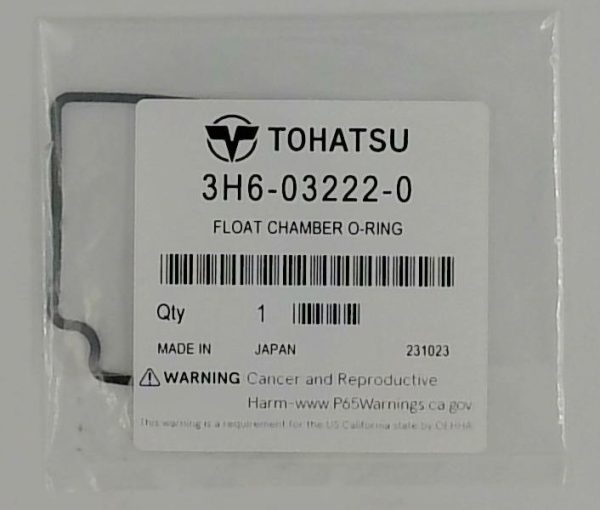 TOHATSU
3H6-03222-0
FLOAT CHAMBER O-RING
Qty 1
MADE IN JAPAN 231023
WARNING Cancer and Reproductive
Harm-www.P65Warnings.ca.gov
This warning is a requirement for the US California state by OEHHA